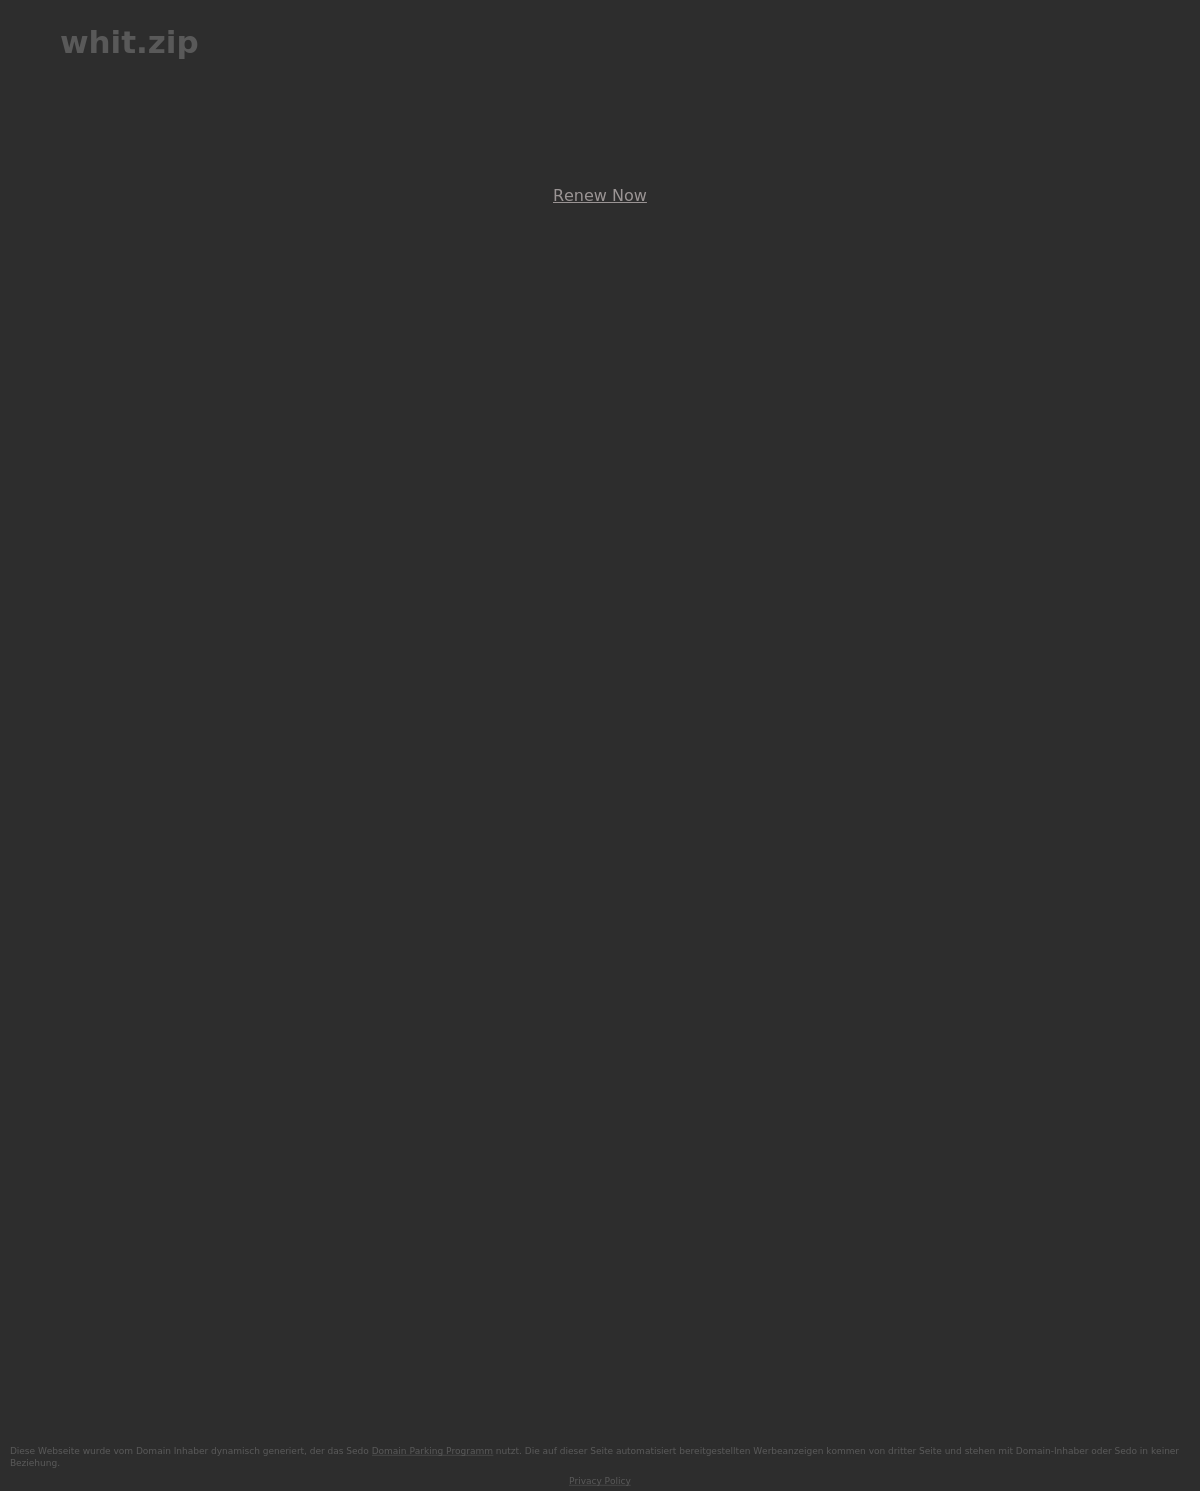 whit.zip
Renew Now
Diese Webseite wurde vom Domain Inhaber dynamisch generiert, der das Sedo Domain Parking Programm nutzt. Die auf dieser Seite automatisiert bereitgestellten Werbeanzeigen kommen von dritter Seite und stehen mit Domain-Inhaber oder Sedo in keiner
Beziehung.
Privacy Policy